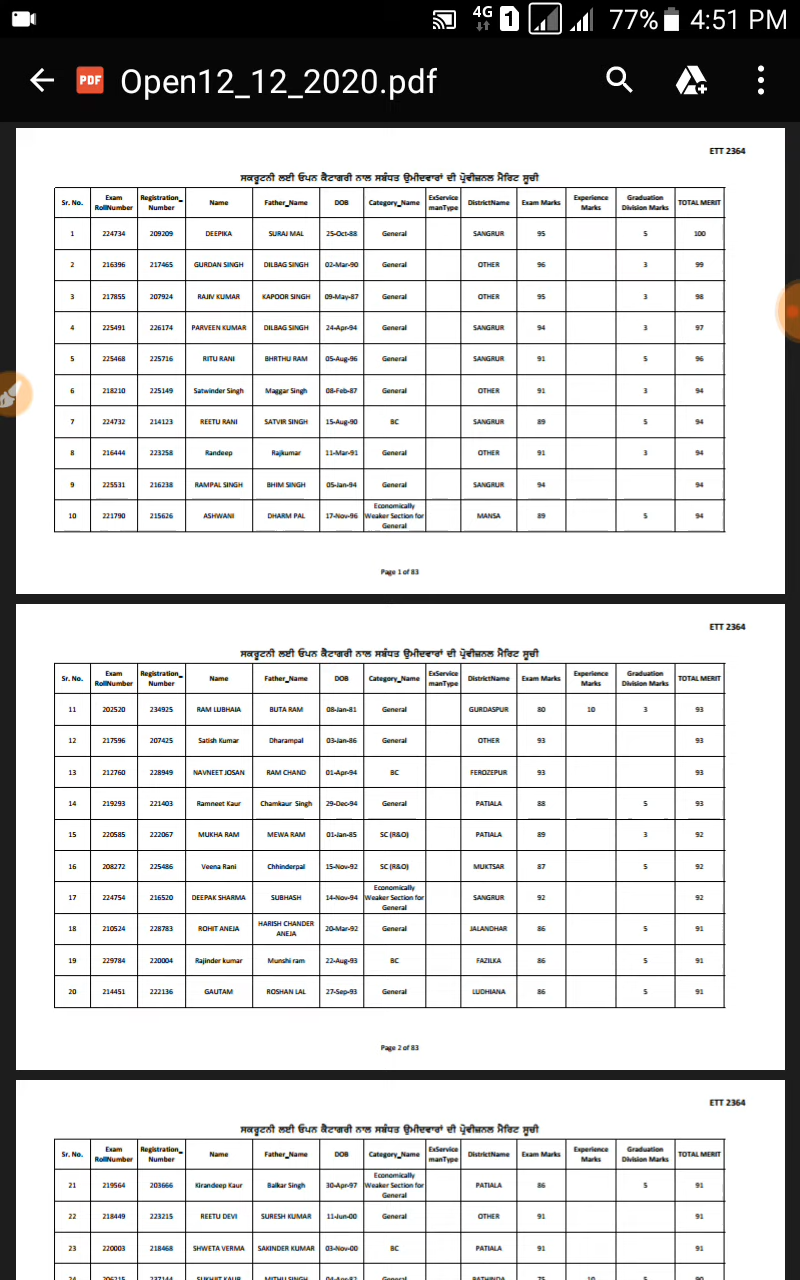 4G 1 77% 4:51 PM
PDF Open12_12_2020.pdf
ETT 2364
ਸਕਰੂਟਨੀ ਲਈ ਓਪਨ ਕੈਟਾਗਰੀ ਨਾਲ ਸਬੰਧਤ ਉਮੀਦਵਾਰਾਂ ਦੀ ਪ੍ਰੋਵੀਜ਼ਨਲ ਮੈਰਿਟ ਸੂਚੀ
Sr. No. Exam RollNumber Registration_Number Name Father_Name DOB Category_Name ExServicemanType DistrictName Exam Marks Experience Marks Graduation Division Marks TOTAL MERIT
1 224734 209209 DEEPIKA SURAJ MAL 25-Oct-88 General SANGRUR 95 5 100
2 216396 217465 GURDAN SINGH DILBAG SINGH 02-Mar-90 General OTHER 96 3 99
3 217855 207924 RAJIV KUMAR KAPOOR SINGH 09-May-87 General OTHER 95 3 98
4 225491 226174 PARVEEN KUMAR DILBAG SINGH 24-Apr-94 General SANGRUR 94 3 97
5 225468 225716 RITU RANI BHRTHU RAM 05-Aug-96 General SANGRUR 91 5 96
6 218210 225149 Satwinder Singh Maggar Singh 08-Feb-87 General OTHER 91 3 94
7 224732 214123 REETU RANI SATVIR SINGH 15-Aug-90 BC SANGRUR 89 5 94
8 216444 223258 Randeep Rajkumar 11-Mar-91 General OTHER 91 3 94
9 225531 216238 RAMPAL SINGH BHIM SINGH 05-Jan-94 General SANGRUR 94 94
10 221790 215626 ASHWANI DHARM PAL 17-Nov-96 Economically Weaker Section for General MANSA 89 5 94
Page 1 of 83
ETT 2364
ਸਕਰੂਟਨੀ ਲਈ ਓਪਨ ਕੈਟਾਗਰੀ ਨਾਲ ਸਬੰਧਤ ਉਮੀਦਵਾਰਾਂ ਦੀ ਪ੍ਰੋਵੀਜ਼ਨਲ ਮੈਰਿਟ ਸੂਚੀ
Sr. No. Exam RollNumber Registration_Number Name Father_Name DOB Category_Name ExServicemanType DistrictName Exam Marks Experience Marks Graduation Division Marks TOTAL MERIT
11 202520 234925 RAM LUBHAIA BUTA RAM 08-Jan-81 General GURDASPUR 80 10 3 93
12 217596 207425 Satish Kumar Dharampal 03-Jan-86 General OTHER 93 93
13 212760 228949 NAVNEET JOSAN RAM CHAND 01-Apr-94 BC FEROZEPUR 93 93
14 219293 221403 Ramneet Kaur Chamkaur Singh 29-Dec-94 General PATIALA 88 5 93
15 220585 222067 MUKHA RAM MEWA RAM 01-Jan-85 SC (R&O) PATIALA 89 3 92
16 208272 225486 Veena Rani Chhinderpal 15-Nov-92 SC (R&O) MUKTSAR 87 5 92
17 224754 216520 DEEPAK SHARMA SUBHASH 14-Nov-94 Economically Weaker Section for General SANGRUR 92 92
18 210524 228783 ROHIT ANEJA HARISH CHANDER ANEJA 20-Mar-92 General JALANDHAR 86 5 91
19 229784 220004 Rajinder kumar Munshi ram 22-Aug-93 BC FAZILKA 86 5 91
20 214451 222136 GAUTAM ROSHAN LAL 27-Sep-93 General LUDHIANA 86 5 91
Page 2 of 83
ETT 2364
ਸਕਰੂਟਨੀ ਲਈ ਓਪਨ ਕੈਟਾਗਰੀ ਨਾਲ ਸਬੰਧਤ ਉਮੀਦਵਾਰਾਂ ਦੀ ਪ੍ਰੋਵੀਜ਼ਨਲ ਮੈਰਿਟ ਸੂਚੀ
Sr. No. Exam RollNumber Registration_Number Name Father_Name DOB Category_Name ExServicemanType DistrictName Exam Marks Experience Marks Graduation Division Marks TOTAL MERIT
21 219564 203666 Kirandeep Kaur Balkar Singh 30-Apr-97 Economically Weaker Section for General PATIALA 86 5 91
22 218449 223215 REETU DEVI SURESH KUMAR 11-Jun-00 General OTHER 91 91
23 220003 218468 SHWETA VERMA SAKINDER KUMAR 03-Nov-00 BC PATIALA 91 91